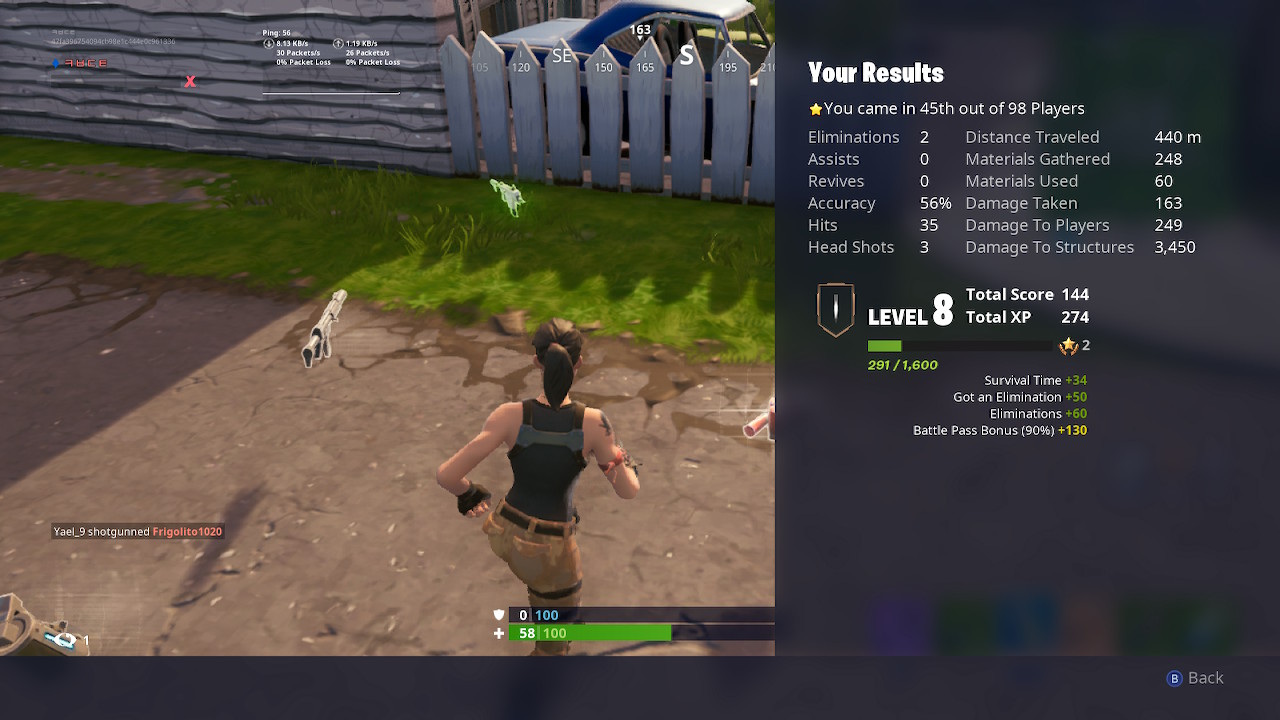 Ping: 56
8.13 KB/s 1.19 KB/s
30 Packets/s 26 Packets/s
0% Packet Loss 0% Packet Loss
163
105 120 SE 150 165 S 195 210
Your Results
You came in 45th out of 98 Players
Eliminations 2 Distance Traveled 440 m
Assists 0 Materials Gathered 248
Revives 0 Materials Used 60
Accuracy 56% Damage Taken 163
Hits 35 Damage To Players 249
Head Shots 3 Damage To Structures 3,450
LEVEL 8
Total Score 144
Total XP 274
2
291 / 1,600
Survival Time +34
Got an Elimination +50
Eliminations +60
Battle Pass Bonus (90%) +130
Yael_9 shotgunned Frigolito1020
1
0 100
58 100
B Back